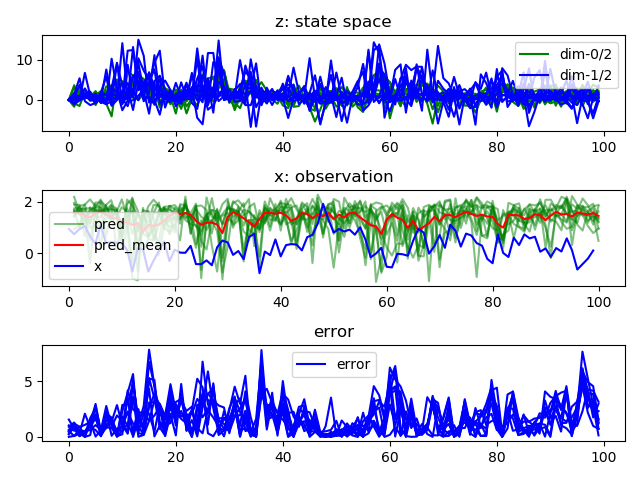 z: state space
10
0
dim-0/2
dim-1/2
0 20 40 60 80 100
x: observation
2
0
pred
pred_mean
x
0 20 40 60 80 100
error
5
0
error
0 20 40 60 80 100